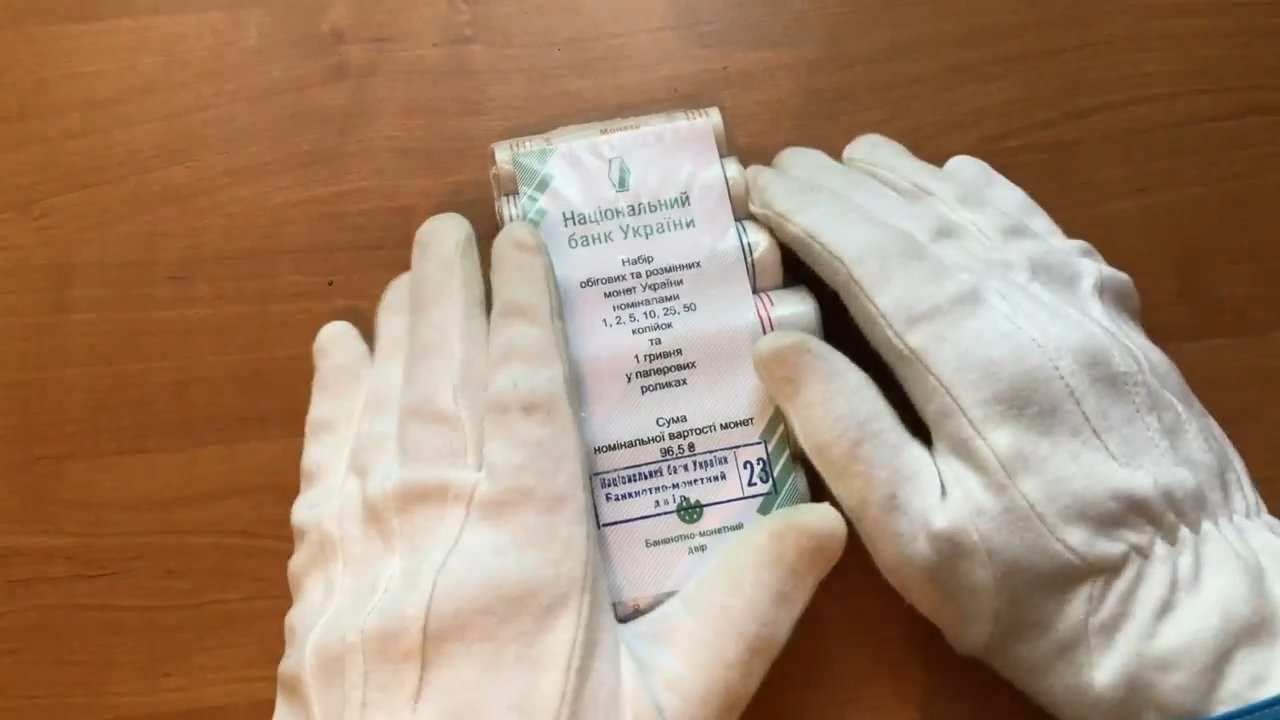 Монета
Національний
банк України
Набір
обігових та розмінних
монет України
номіналами
1, 2, 5, 10, 25, 50
копійок
та
1 гривня
у паперових
роликах
Сума
номінальної вартості монет
96,5 ₴
Національний банк України
Банкнотно-монетний
двір
23
Банкнотно-монетний
двір